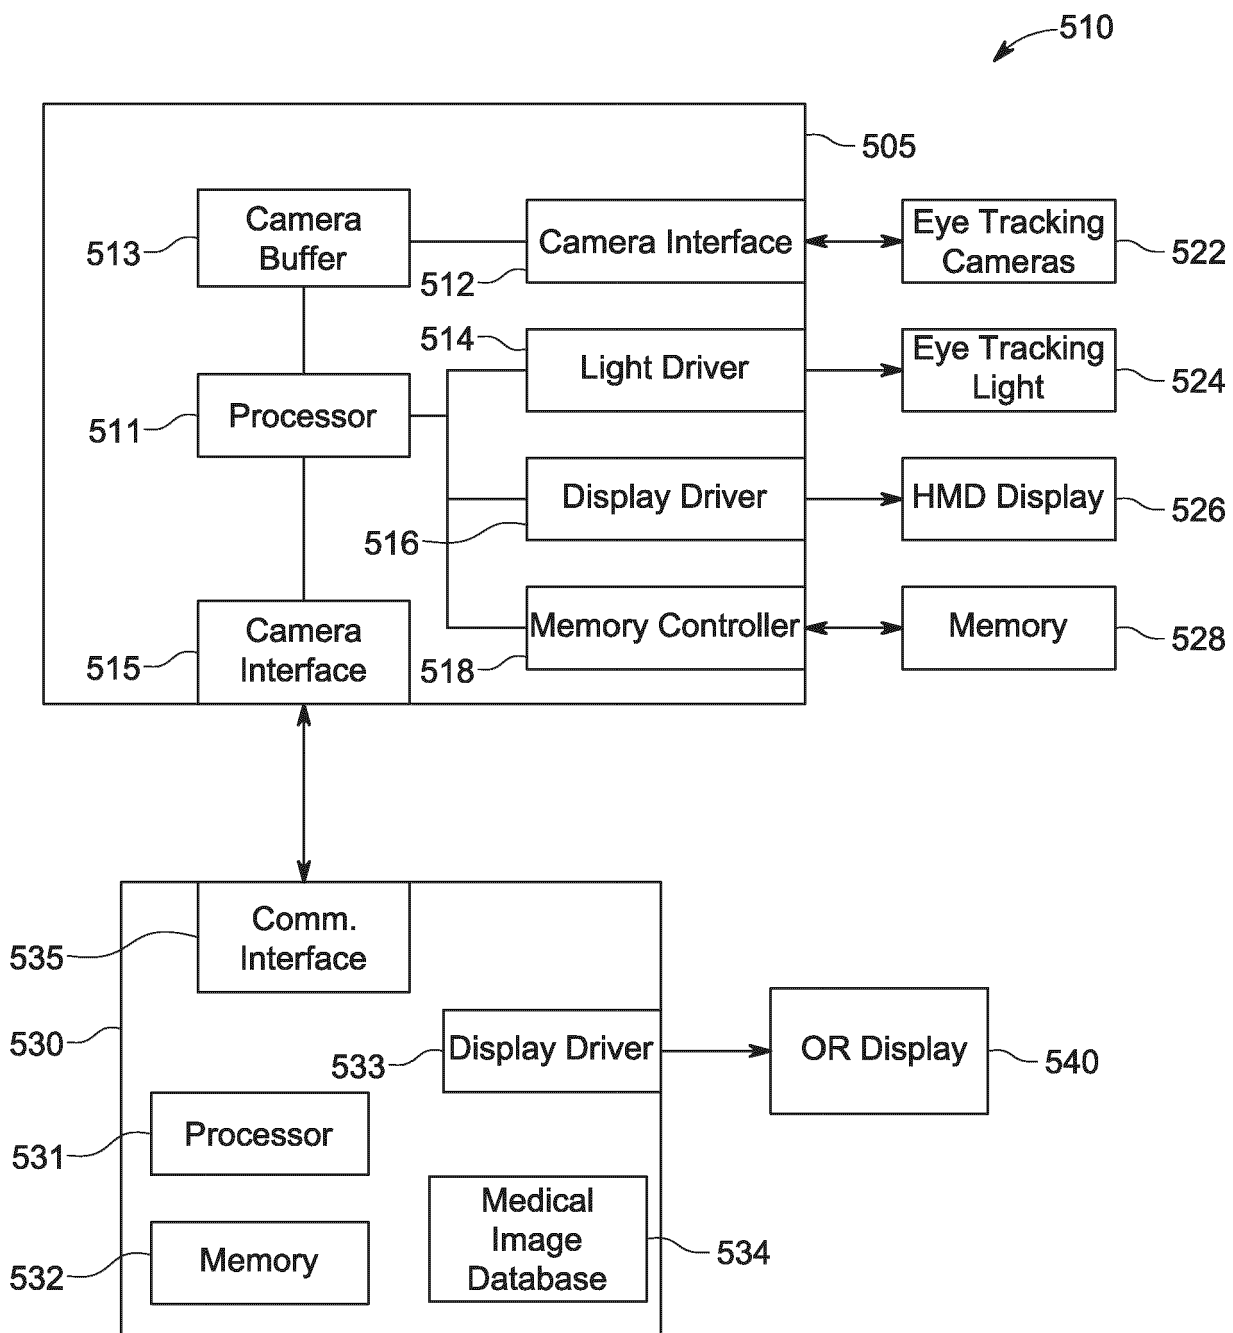 510
505
Camera
Buffer
513
Camera Interface
512
Eye Tracking
Cameras
522
514
Light Driver
Eye Tracking
Light
524
Processor
511
Display Driver
516
HMD Display
526
Camera
Interface
515
Memory Controller
518
Memory
528
Comm.
Interface
535
530
Display Driver
533
OR Display
540
Processor
531
Medical
Image
Database
534
Memory
532